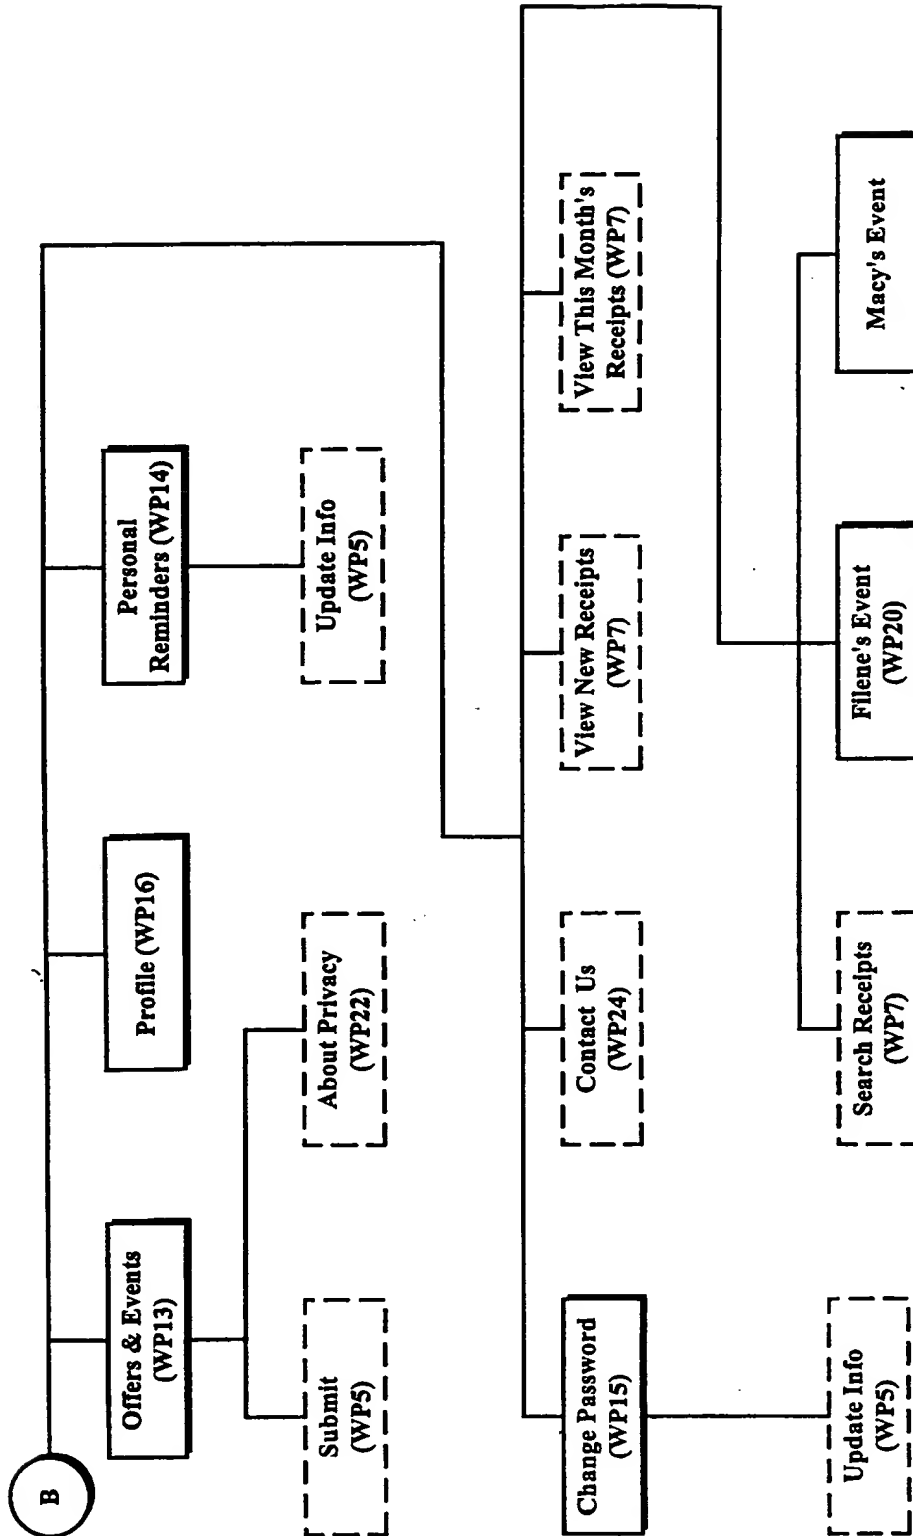 B
Offers & Events
(WP13)
Profile (WP16)
Personal
Reminders (WP14)
Submit
(WP5)
About Privacy
(WP22)
Update Info
(WP5)
Change Password
(WP15)
Contact Us
(WP24)
View New Receipts
(WP7)
View This Month's
Receipts (WP7)
Update Info
(WP5)
Search Receipts
(WP7)
Filene's Event
(WP20)
Macy's Event